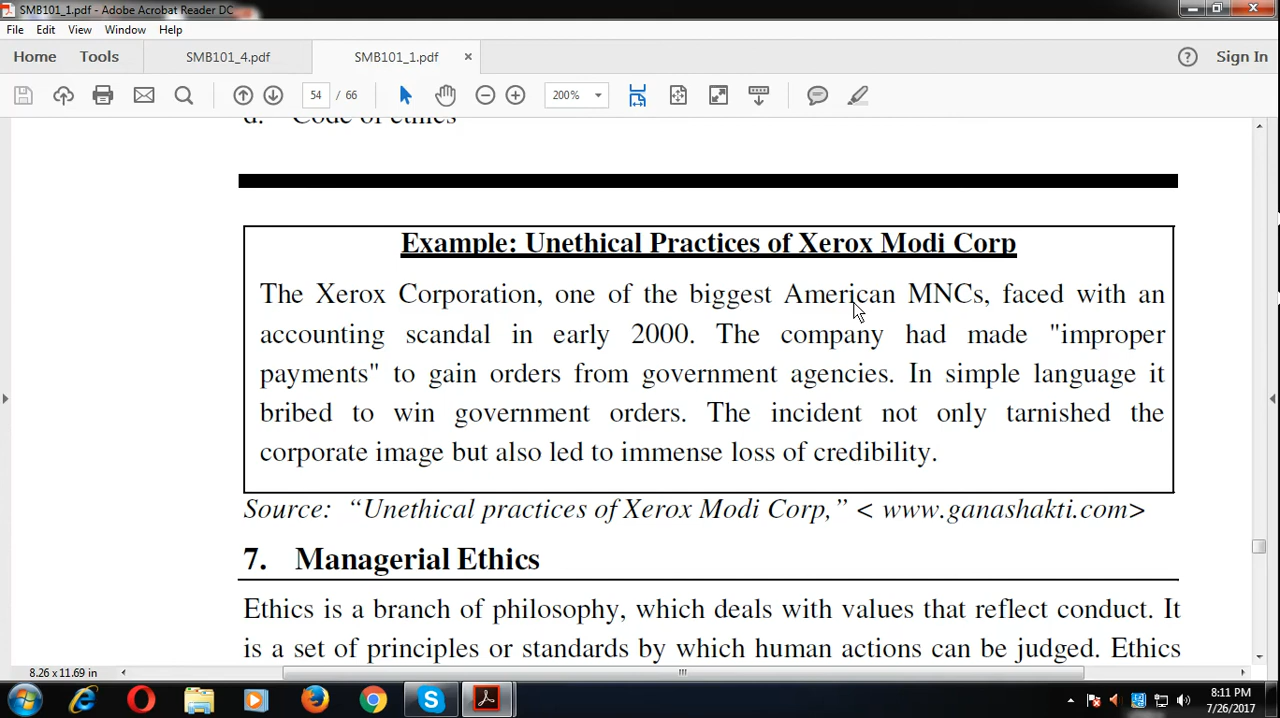 SMB101_1.pdf - Adobe Acrobat Reader DC
File Edit View Window Help
Home Tools SMB101_4.pdf SMB101_1.pdf ×
? Sign In
54 / 66 200%
d. Code of ethics
Example: Unethical Practices of Xerox Modi Corp
The Xerox Corporation, one of the biggest American MNCs, faced with an
accounting scandal in early 2000. The company had made "improper
payments" to gain orders from government agencies. In simple language it
bribed to win government orders. The incident not only tarnished the
corporate image but also led to immense loss of credibility.
Source: “Unethical practices of Xerox Modi Corp,” < www.ganashakti.com>
7. Managerial Ethics
Ethics is a branch of philosophy, which deals with values that reflect conduct. It
is a set of principles or standards by which human actions can be judged. Ethics
8.26 x 11.69 in
8:11 PM
7/26/2017